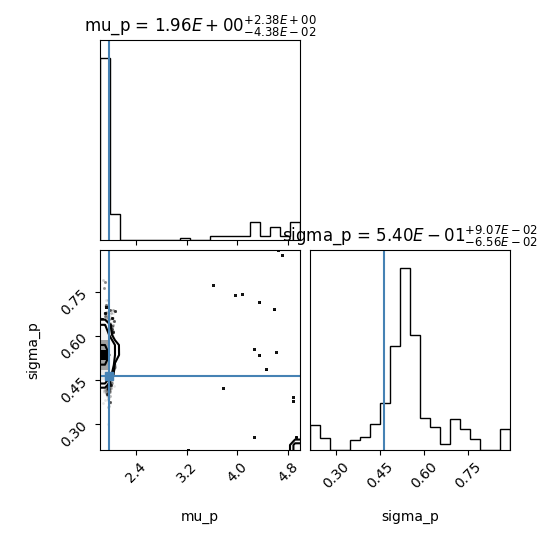 mu_p = 1.96E + 00+2.38E + 00 −4.38E − 02
sigma_p = 5.40E − 01+9.07E − 02 −6.56E − 02
sigma_p
0.75
0.60
0.45
0.30
2.4 3.2 4.0 4.8
0.30 0.45 0.60 0.75
mu_p
sigma_p